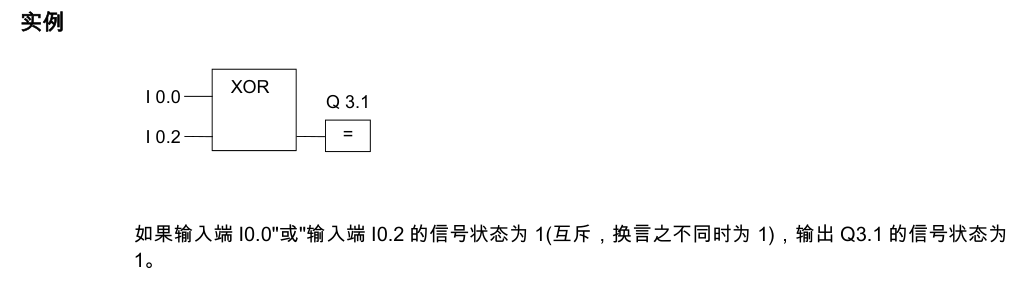 实例
XOR
I 0.0
Q 3.1
I 0.2
=
如果输入端 I0.0"或"输入端 I0.2 的信号状态为 1(互斥，换言之不同时为 1)，输出 Q3.1 的信号状态为
1。